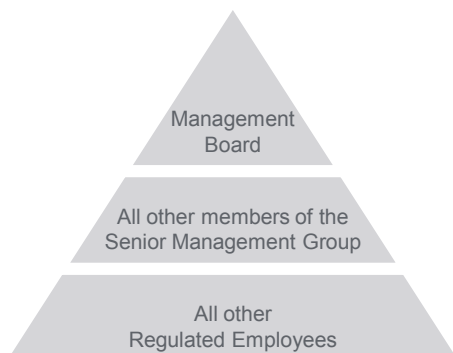 Management
Board
All other members of the
Senior Management Group
All other
Regulated Employees